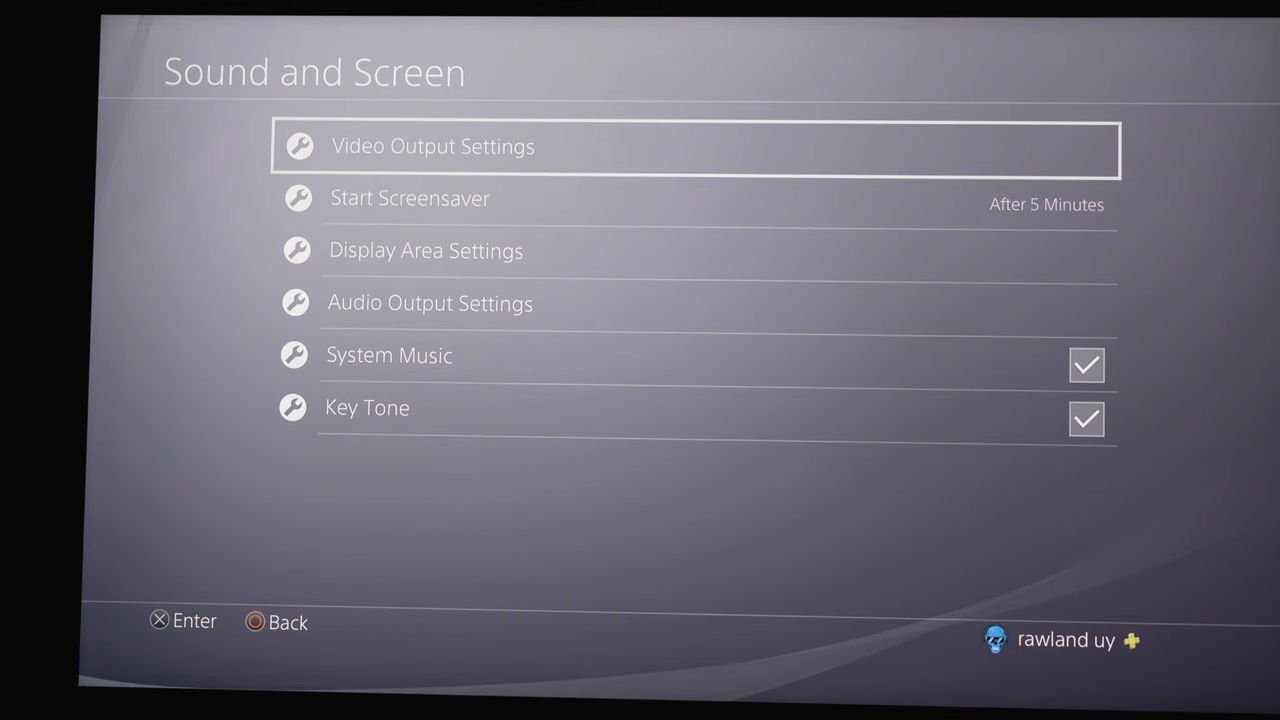 Sound and Screen
Video Output Settings
Start Screensaver
After 5 Minutes
Display Area Settings
Audio Output Settings
System Music
Key Tone
Enter
Back
rawland uy